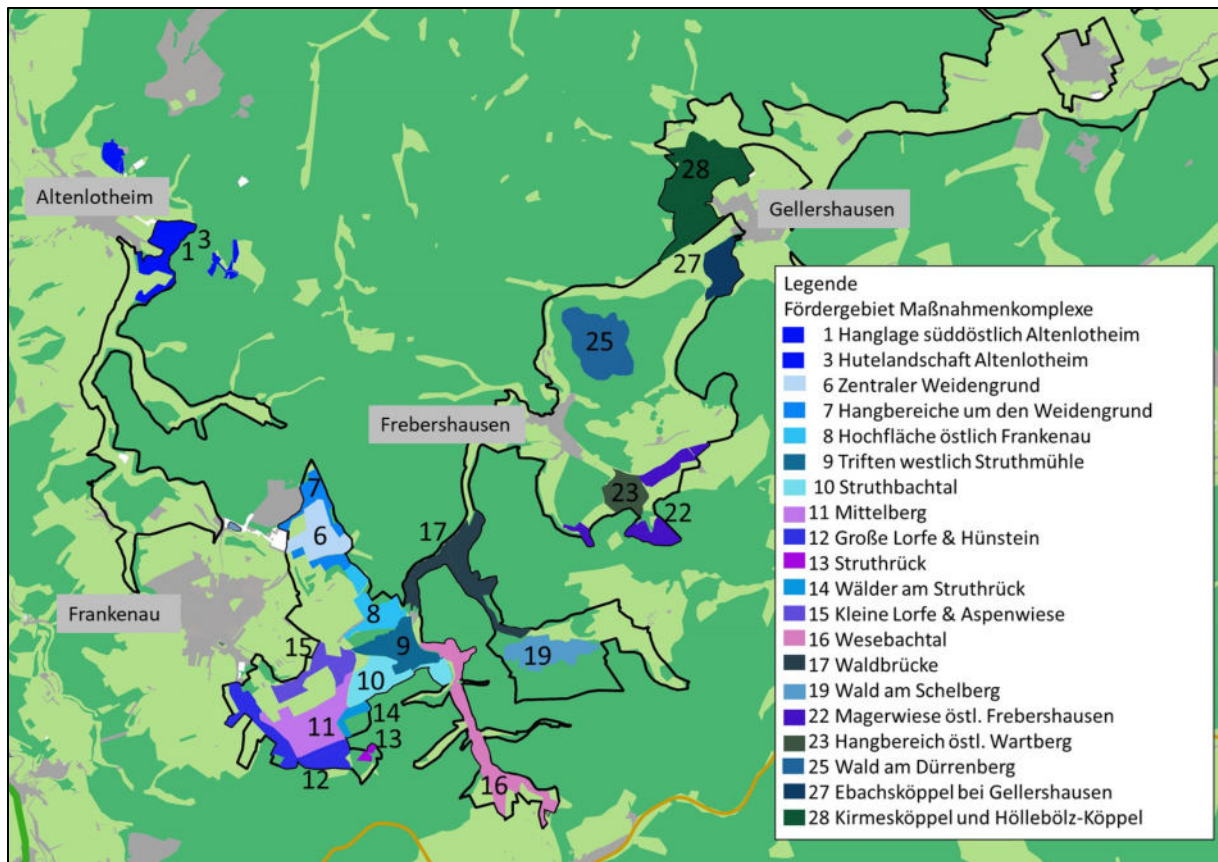 28
Altenlotheim
Gellershausen
3
1
27
Legende
Fördergebiet Maßnahmenkomplexe
1 Hanglage süddöstlich Altenlotheim
3 Hutelandschaft Altenlotheim
6 Zentraler Weidengrund
7 Hangbereiche um den Weidengrund
8 Hochfläche östlich Frankenau
9 Triften westlich Struthmühle
10 Struthbachtal
11 Mittelberg
12 Große Lorfe & Hünstein
13 Struthrück
14 Wälder am Struthrück
15 Kleine Lorfe & Aspenwiese
16 Wesebachtal
17 Waldbrücke
19 Wald am Schelberg
22 Magerwiese östl. Frebershausen
23 Hangbereich östl. Wartberg
25 Wald am Dürrenberg
27 Ebachsköppel bei Gellershausen
28 Kirmesköppel und Höllebölz-Köppel
25
Frebershausen
7
23
22
17
6
Frankenau
8
15
9
19
10
14
11
13
12
16